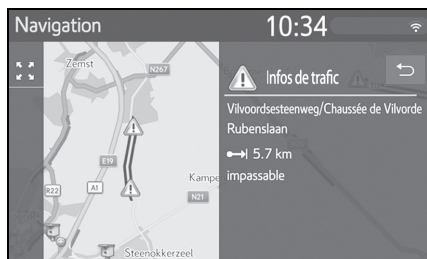 Navigation
10:34
Zemst
N267
Infos de trafic
Vilvoordsesteenweg/Chaussée de Vilvorde
Rubenslaan
5.7 km
impassable
E19
Kampe
R22
A1
N21
Steenokkerzeel